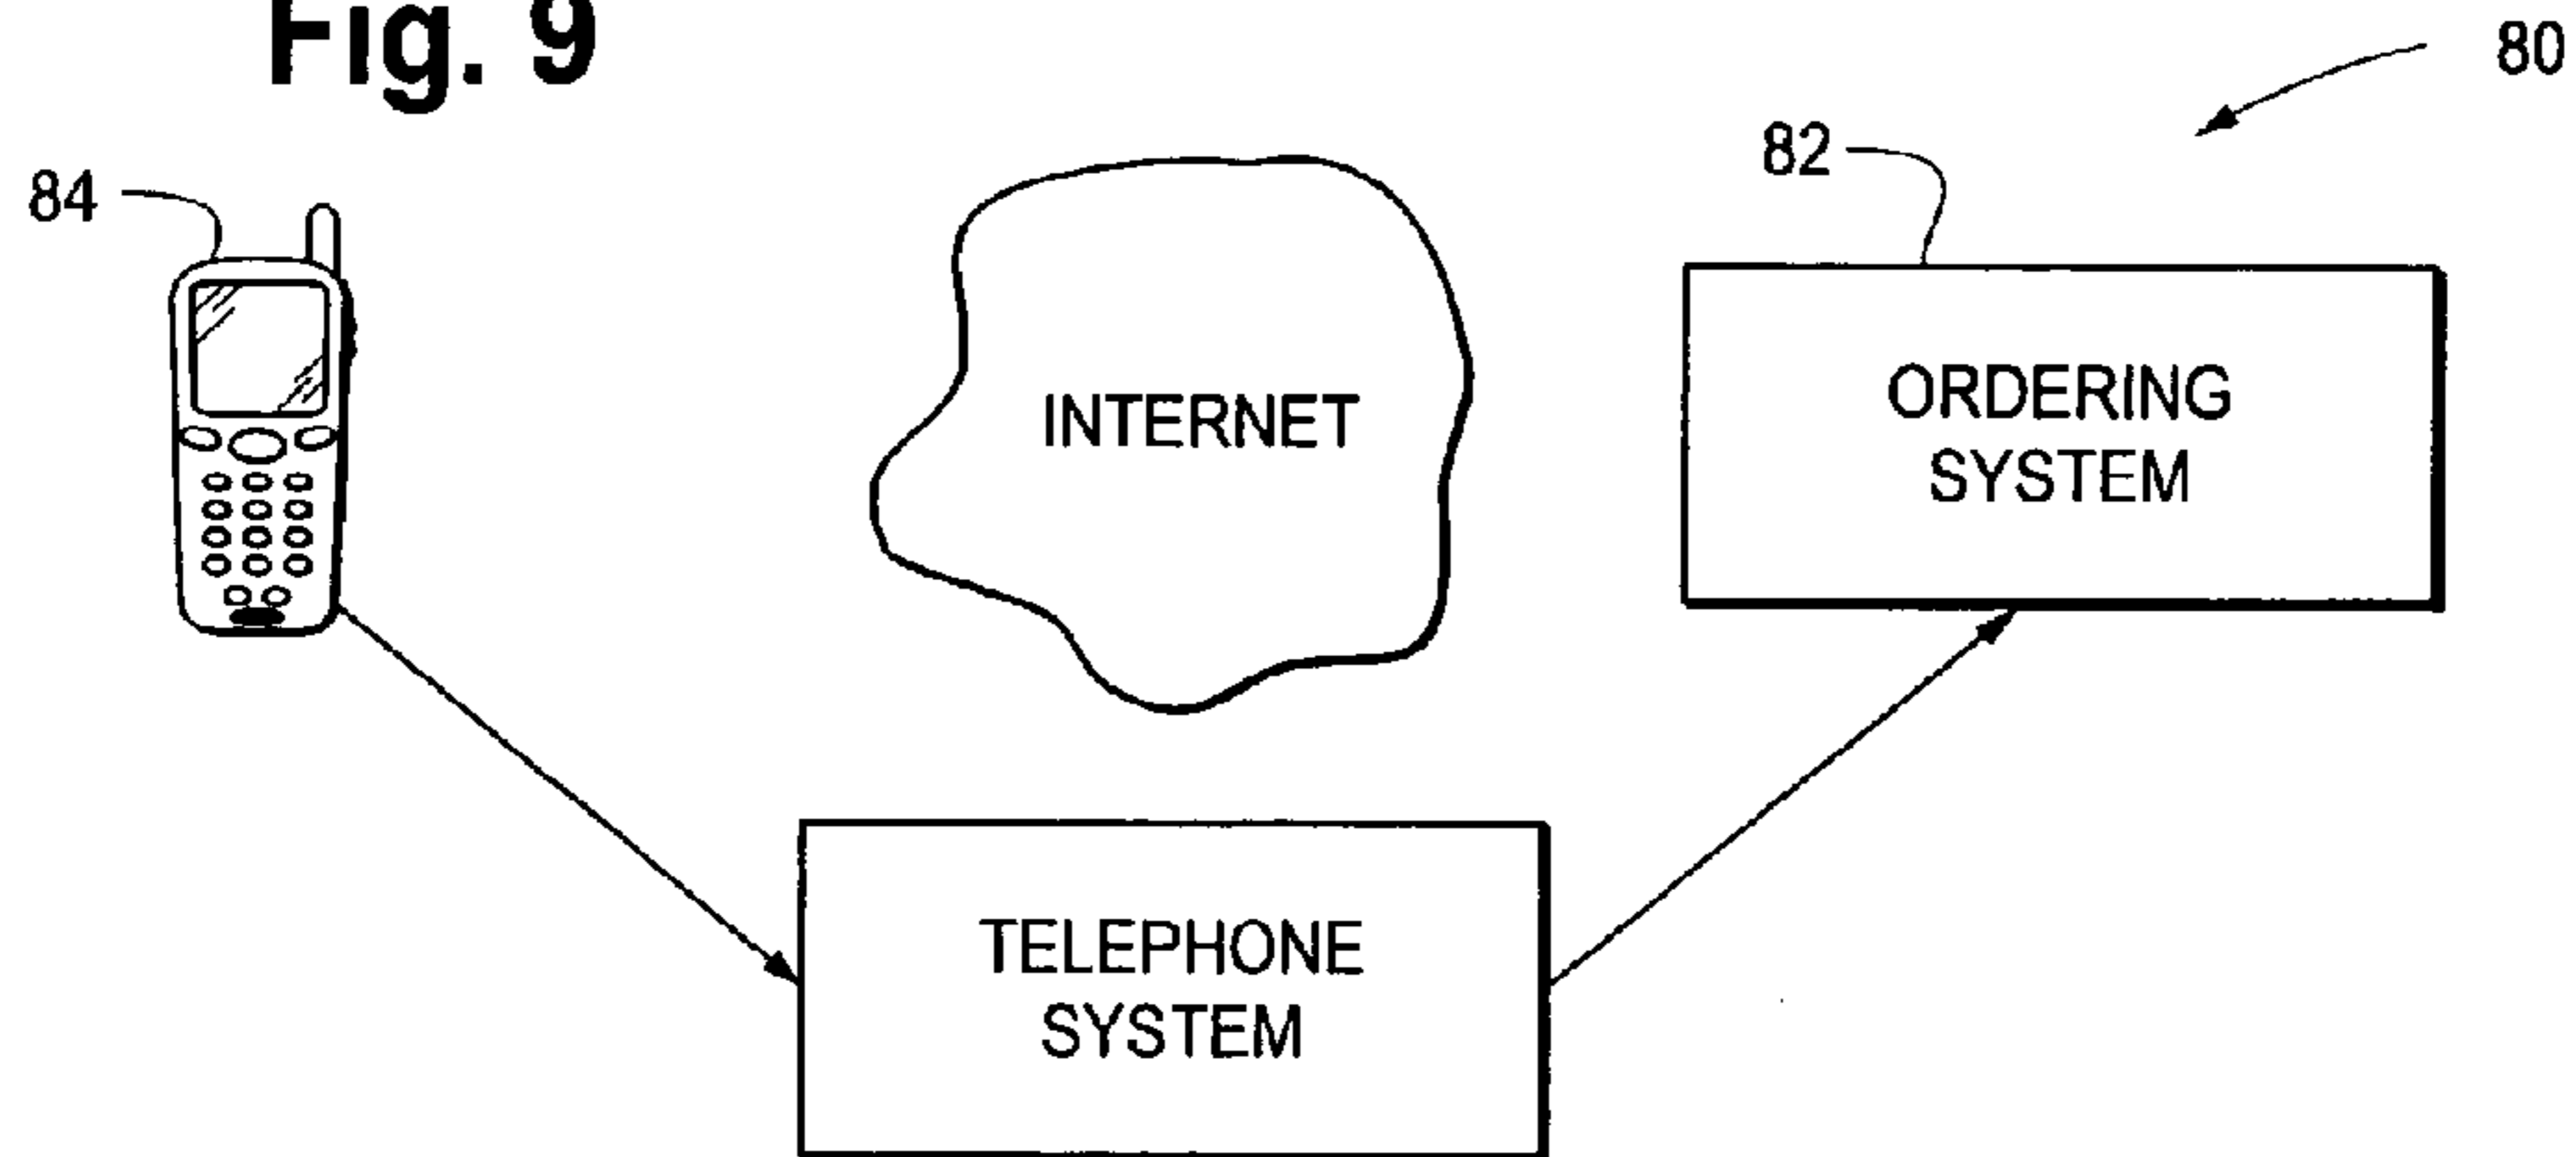 Fig. 9
80
82
84
INTERNET
ORDERING
SYSTEM
TELEPHONE
SYSTEM